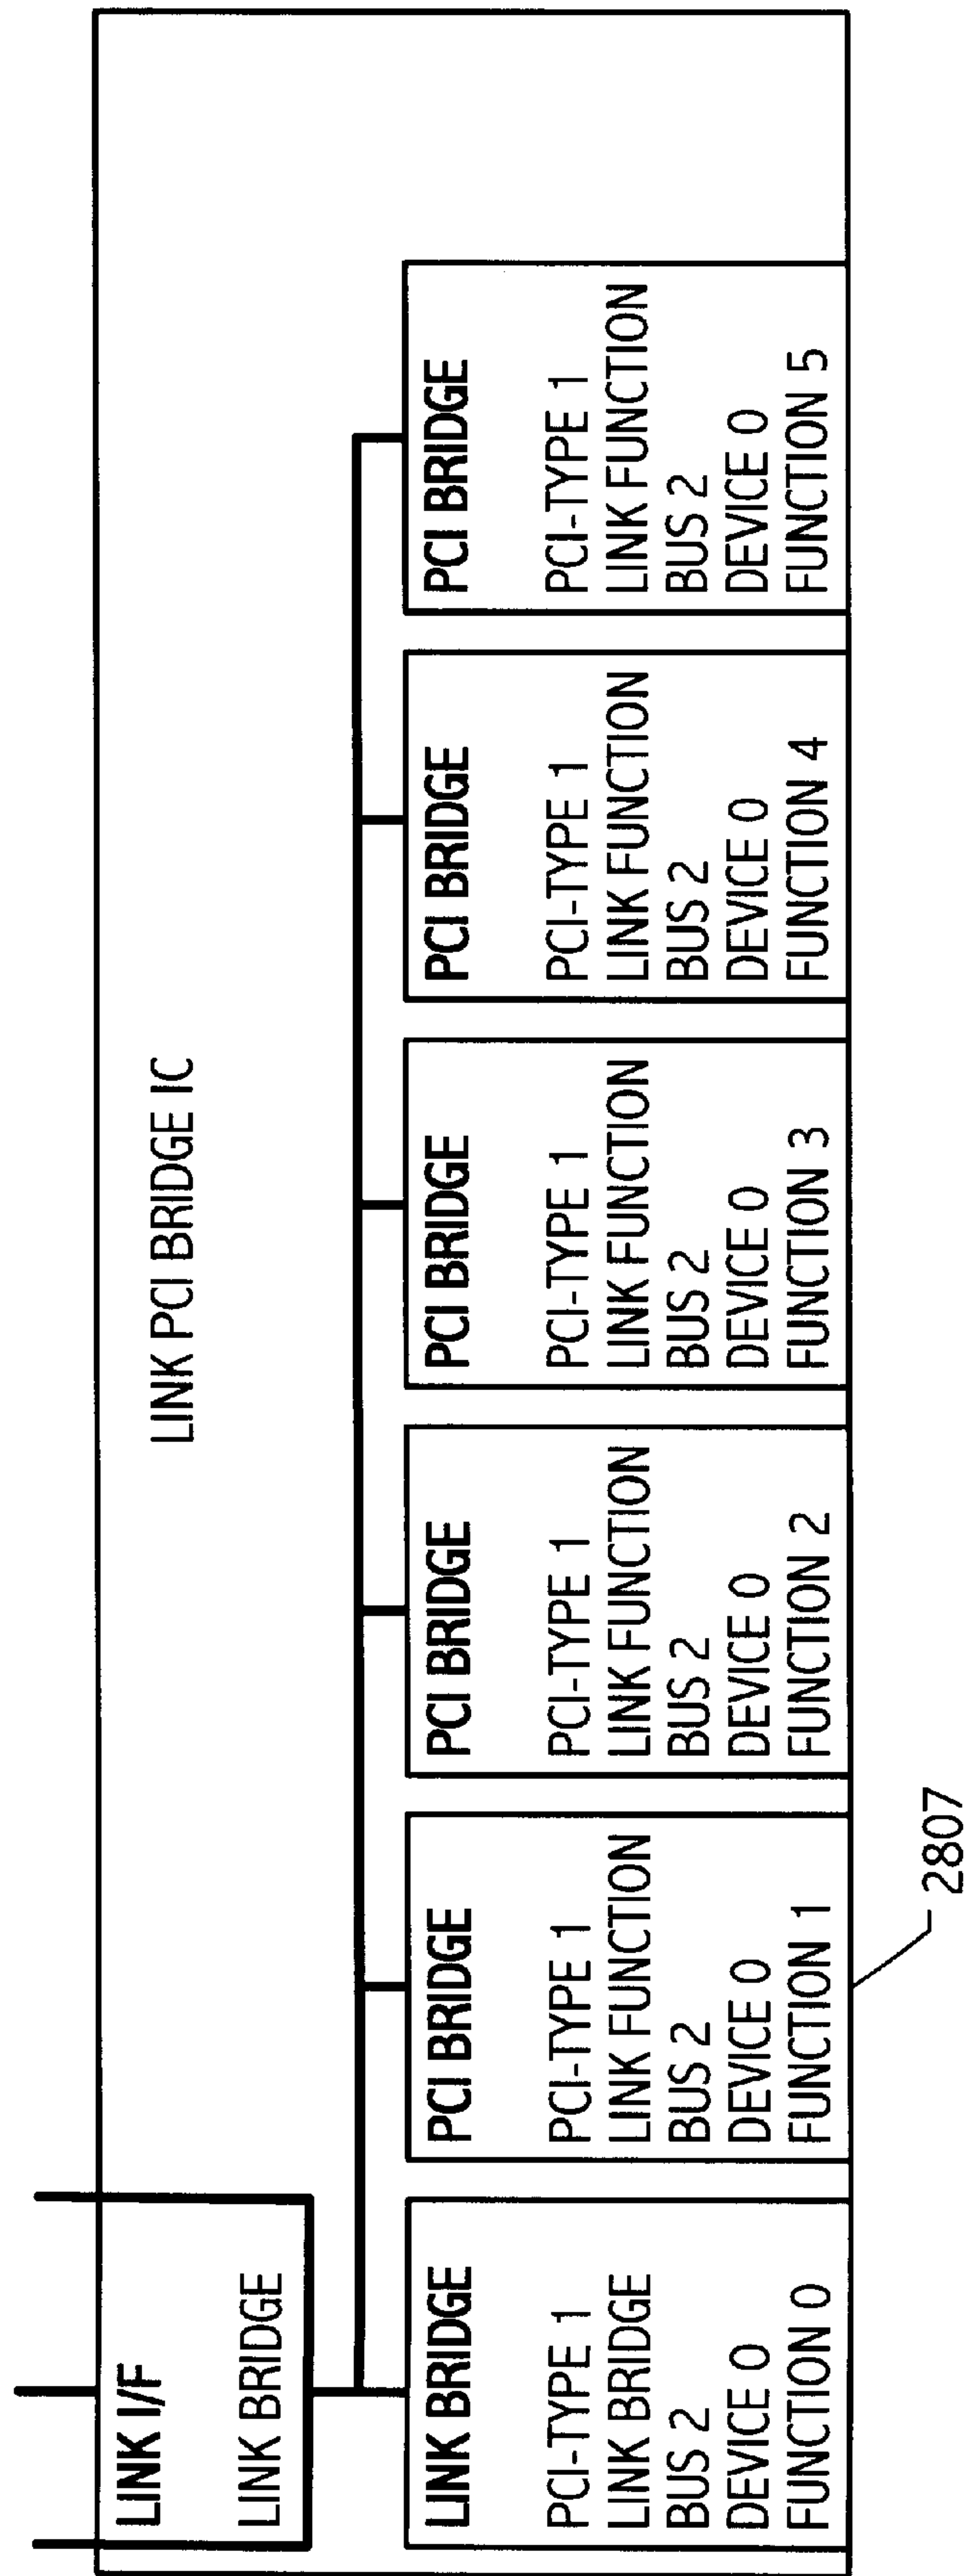 LINK PCI BRIDGE IC
LINK I/F
LINK BRIDGE
LINK BRIDGE
PCI-TYPE 1
LINK BRIDGE
BUS 2
DEVICE 0
FUNCTION 0
PCI BRIDGE
PCI-TYPE 1
LINK FUNCTION
BUS 2
DEVICE 0
FUNCTION 1
PCI BRIDGE
PCI-TYPE 1
LINK FUNCTION
BUS 2
DEVICE 0
FUNCTION 2
PCI BRIDGE
PCI-TYPE 1
LINK FUNCTION
BUS 2
DEVICE 0
FUNCTION 3
PCI BRIDGE
PCI-TYPE 1
LINK FUNCTION
BUS 2
DEVICE 0
FUNCTION 4
PCI BRIDGE
PCI-TYPE 1
LINK FUNCTION
BUS 2
DEVICE 0
FUNCTION 5
2807